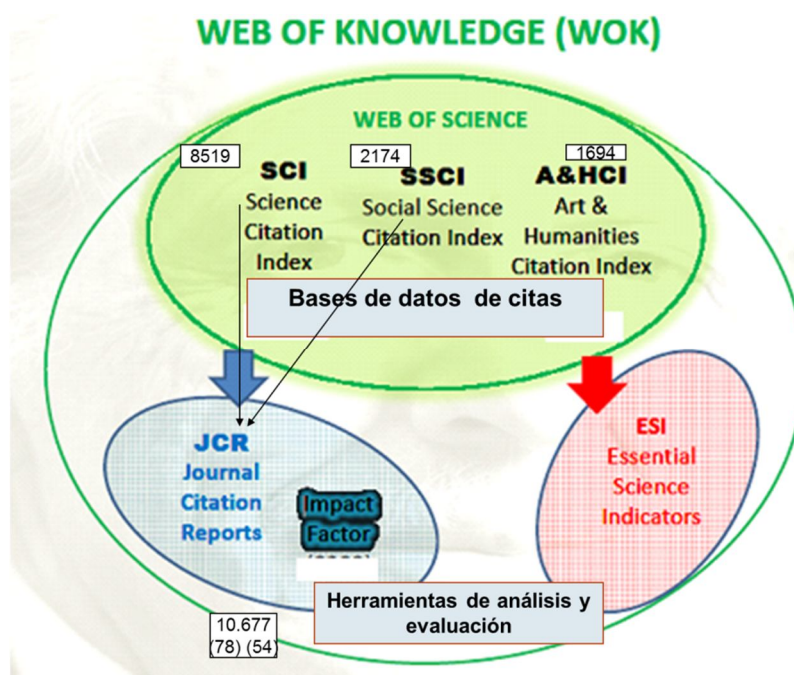 WEB OF KNOWLEDGE (WOK)
WEB OF SCIENCE
8519
2174
1694
SCI
Science
Citation
Index
SSCI
Social Science
Citation Index
A&HCI
Art &
Humanities
Citation Index
Bases de datos de citas
JCR
Journal
Citation
Reports
Impact
Factor
ESI
Essential
Science
Indicators
Herramientas de análisis y
evaluación
10.677
(78) (54)